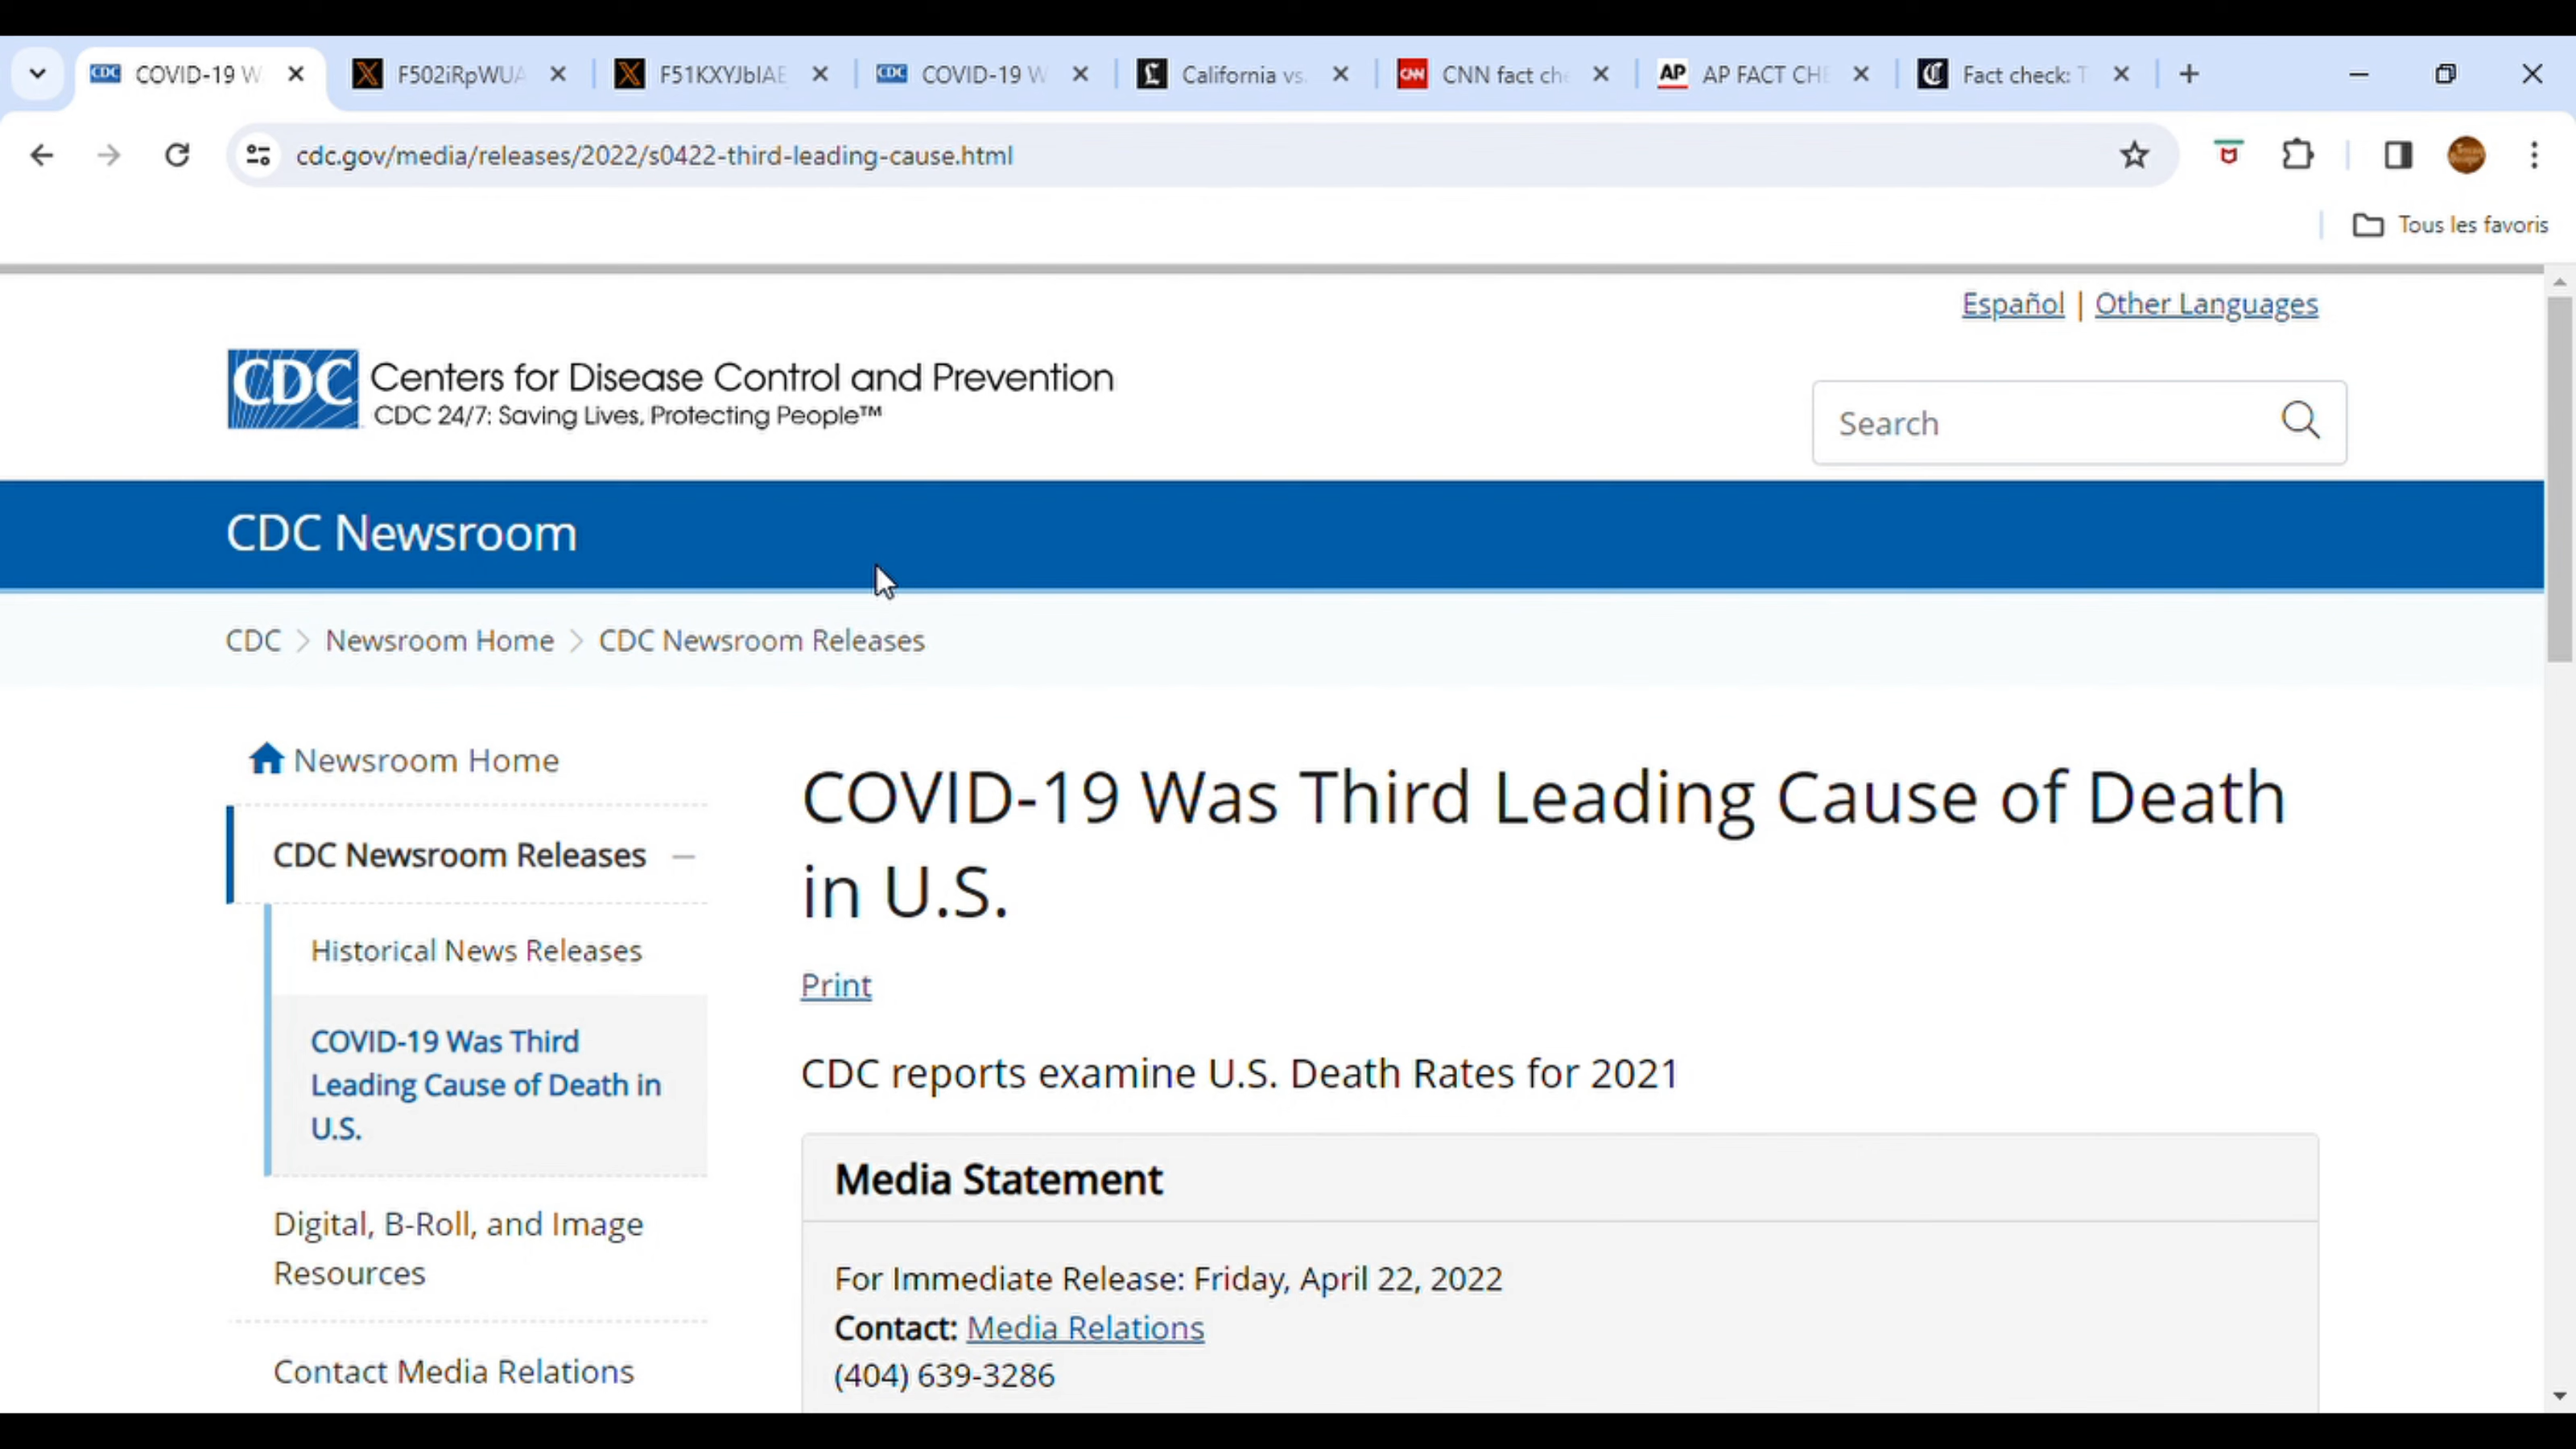 COVID-19 W
F502iRpWUA
F51KXYJbIAE
COVID-19 W
California vs.
CNN fact che
AP FACT CHE
Fact check: T
cdc.gov/media/releases/2022/s0422-third-leading-cause.html
Tous les favoris
Español | Other Languages
CDC Centers for Disease Control and Prevention
CDC 24/7: Saving Lives, Protecting People™
Search
CDC Newsroom
CDC > Newsroom Home > CDC Newsroom Releases
Newsroom Home
CDC Newsroom Releases
Historical News Releases
COVID-19 Was Third
Leading Cause of Death in
U.S.
Digital, B-Roll, and Image
Resources
Contact Media Relations
COVID-19 Was Third Leading Cause of Death
in U.S.
Print
CDC reports examine U.S. Death Rates for 2021
Media Statement
For Immediate Release: Friday, April 22, 2022
Contact: Media Relations
(404) 639-3286